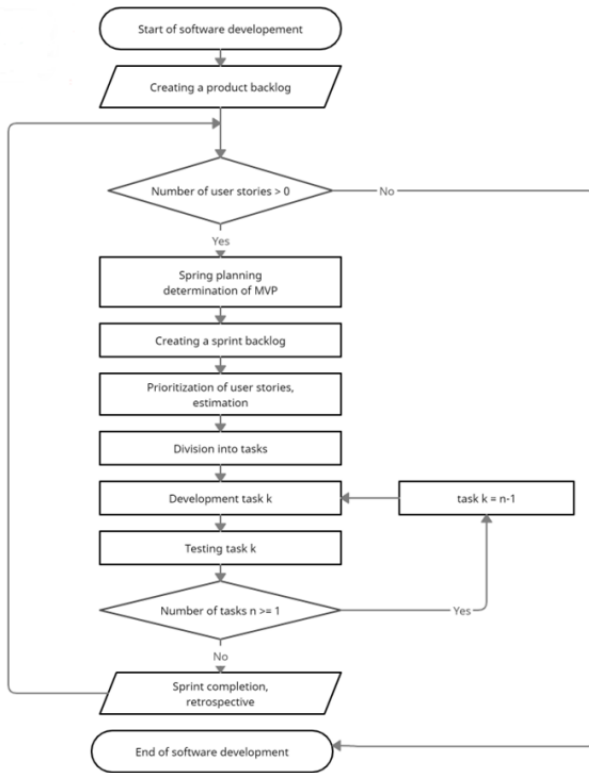 Start of software developement
Creating a product backlog
Number of user stories > 0
No
Yes
Spring planning
determination of MVP
Creating a sprint backlog
Prioritization of user stories,
estimation
Division into tasks
Development task k
task k = n-1
Testing task k
Number of tasks n >= 1
Yes
No
Sprint completion,
retrospective
End of software development